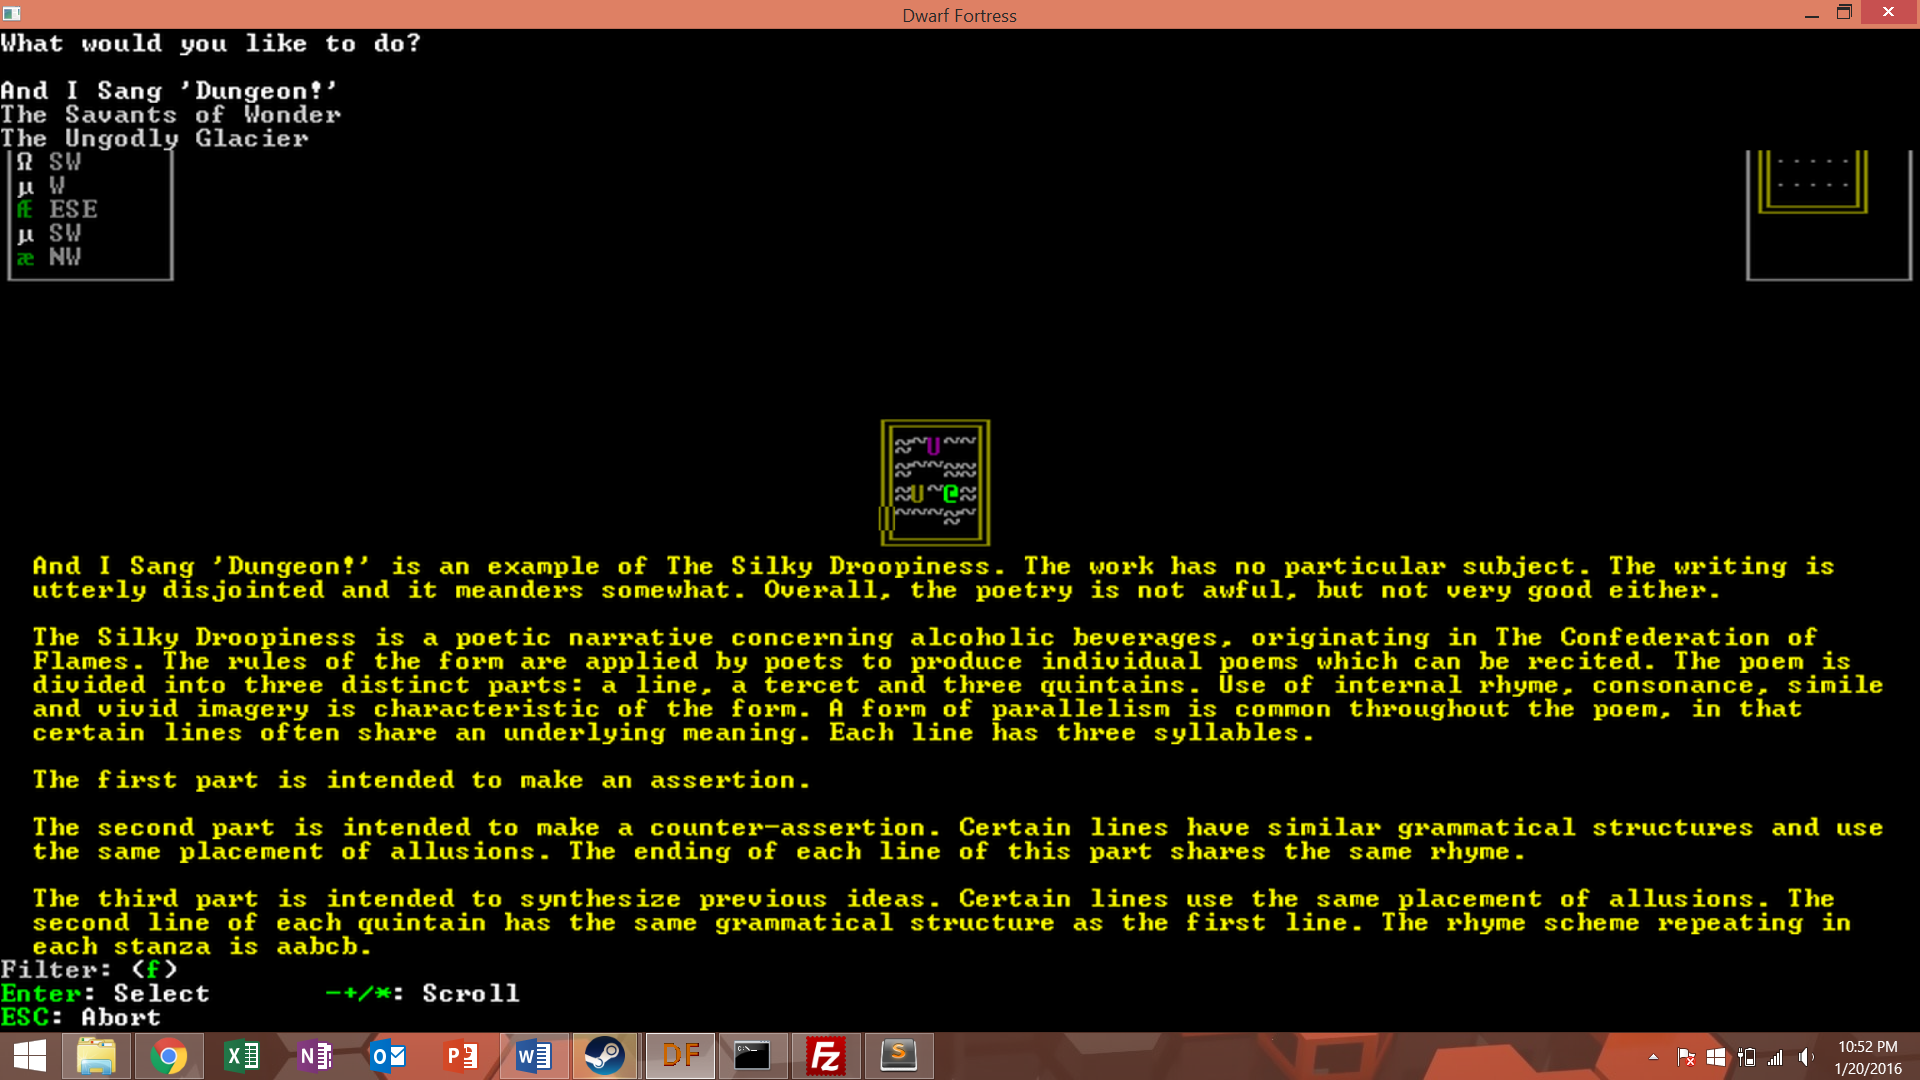 Dwarf Fortress
What would you like to do?
And I Sang 'Dungeon!'
The Savants of Wonder
The Ungodly Glacier
Ω SW
µ W
Æ ESE
µ SW
æ NW
U
U @
And I Sang 'Dungeon!' is an example of The Silky Droopiness. The work has no particular subject. The writing is
utterly disjointed and it meanders somewhat. Overall, the poetry is not awful, but not very good either.
The Silky Droopiness is a poetic narrative concerning alcoholic beverages, originating in The Confederation of
Flames. The rules of the form are applied by poets to produce individual poems which can be recited. The poem is
divided into three distinct parts: a line, a tercet and three quintains. Use of internal rhyme, consonance, simile
and vivid imagery is characteristic of the form. A form of parallelism is common throughout the poem, in that
certain lines often share an underlying meaning. Each line has three syllables.
The first part is intended to make an assertion.
The second part is intended to make a counter-assertion. Certain lines have similar grammatical structures and use
the same placement of allusions. The ending of each line of this part shares the same rhyme.
The third part is intended to synthesize previous ideas. Certain lines use the same placement of allusions. The
second line of each quintain has the same grammatical structure as the first line. The rhyme scheme repeating in
each stanza is aabcb.
Filter: (f)
Enter: Select -+/*: Scroll
ESC: Abort
DF
10:52 PM
1/20/2016